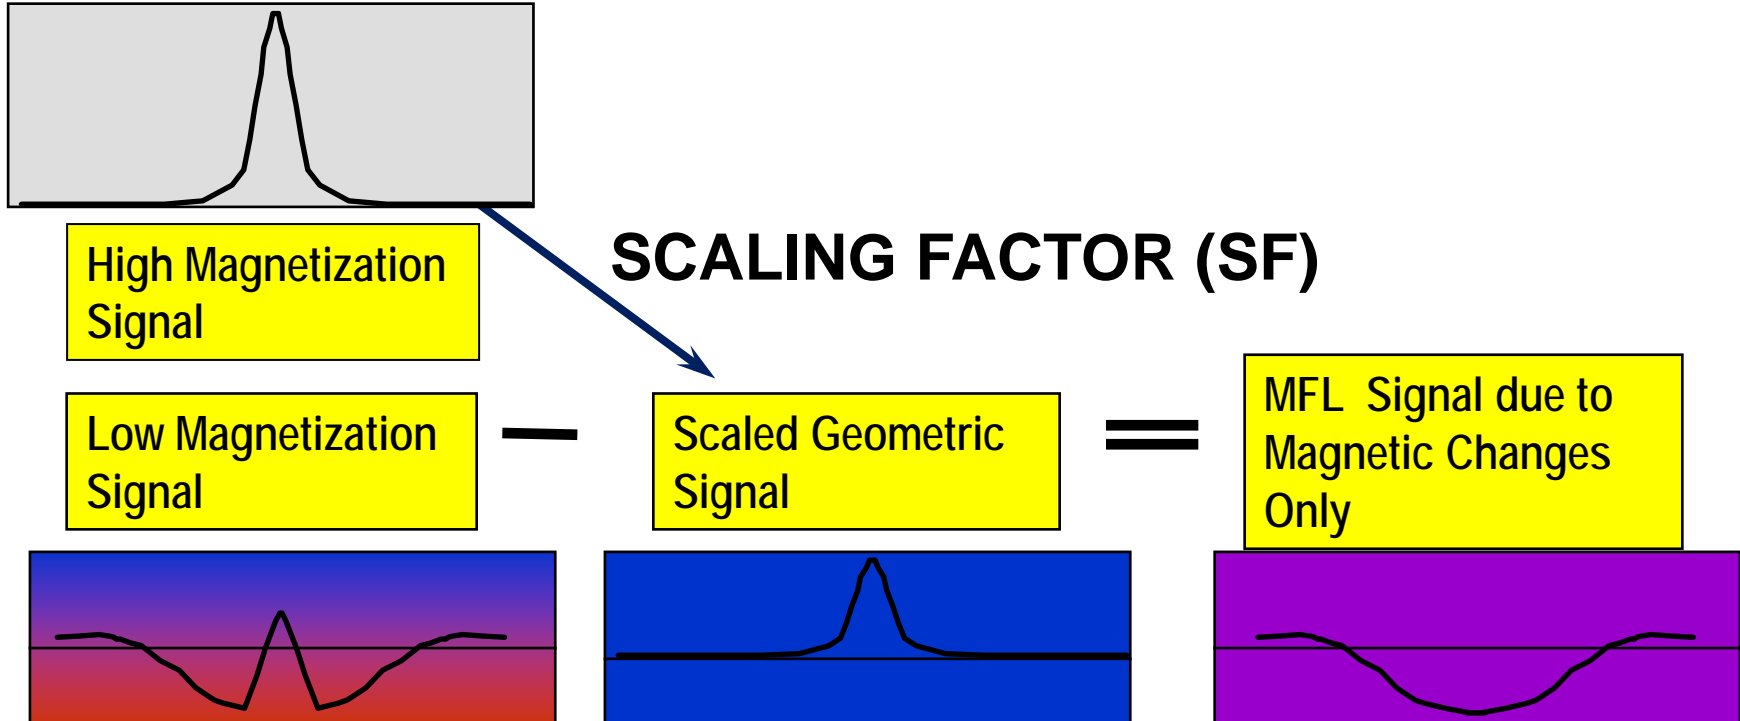 High Magnetization
Signal
SCALING FACTOR (SF)
Low Magnetization
Signal
Scaled Geometric
Signal
MFL Signal due to
Magnetic Changes
Only